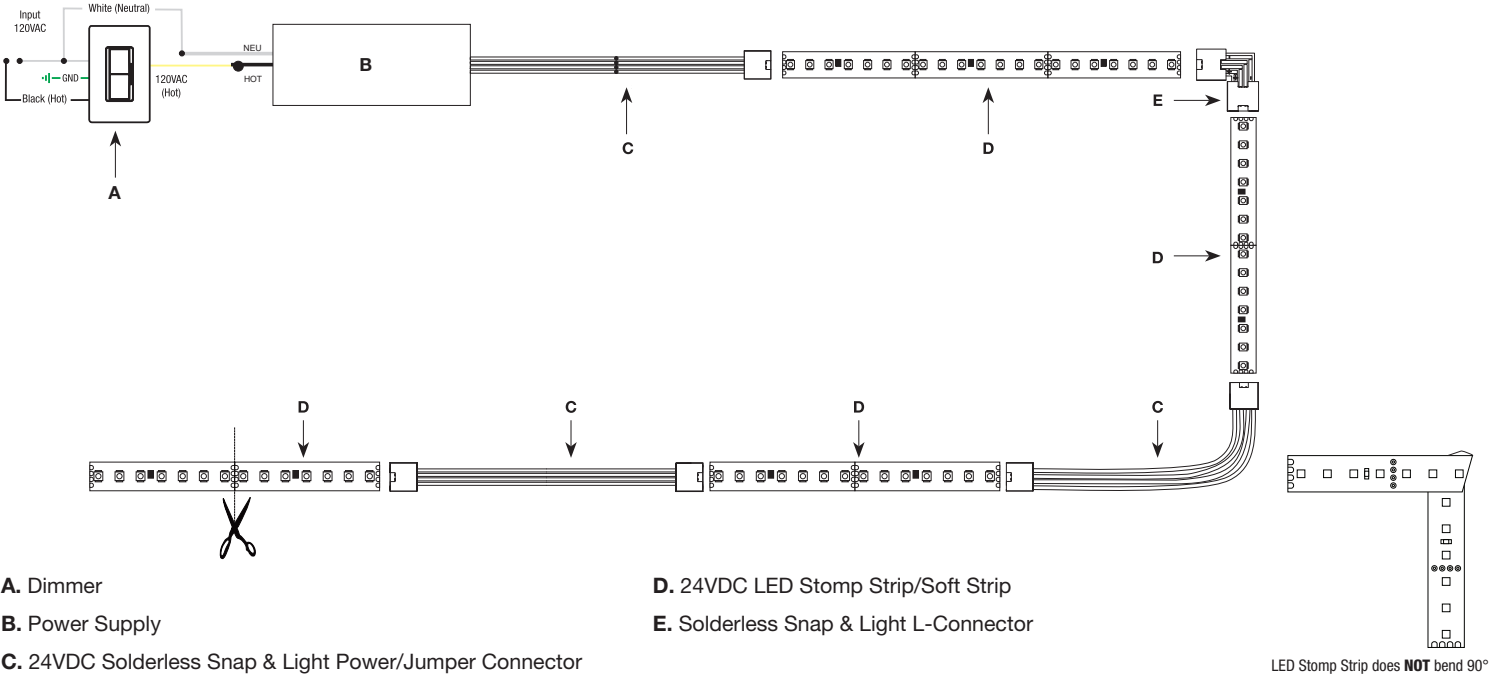 Input
120VAC
White (Neutral)
GND
Black (Hot)
120VAC
(Hot)
NEU
HOT
B
A
C
D
E
D
D
C
D
C
A. Dimmer
B. Power Supply
C. 24VDC Solderless Snap & Light Power/Jumper Connector
D. 24VDC LED Stomp Strip/Soft Strip
E. Solderless Snap & Light L-Connector
LED Stomp Strip does NOT bend 90°